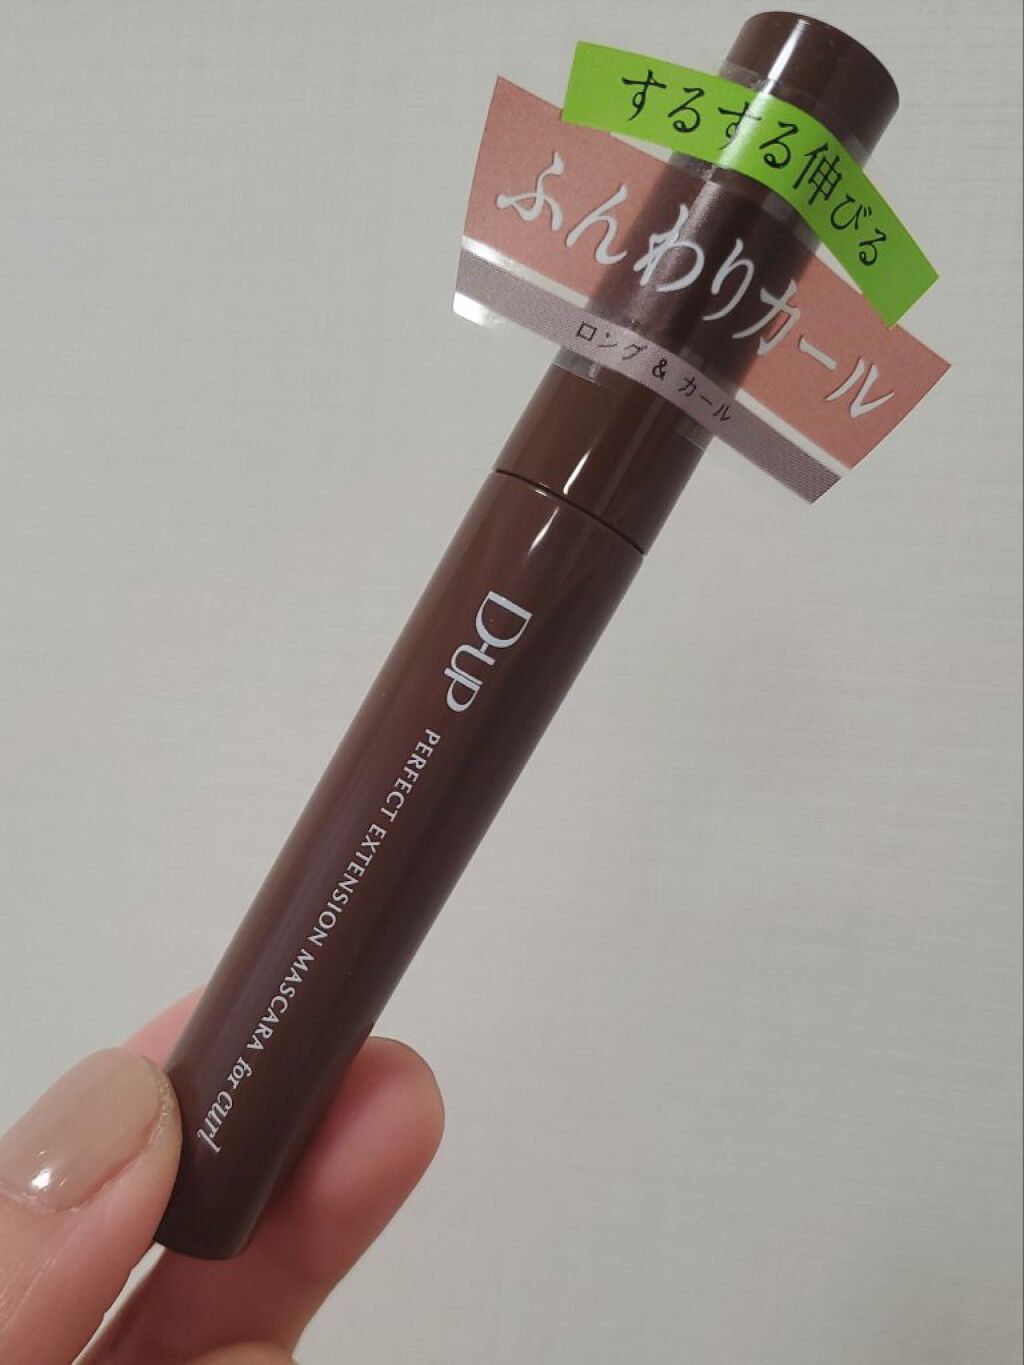 するする伸びる
ふんわりカール
ロング & カール
D-UP PERFECT EXTENSION MASCARA for curl